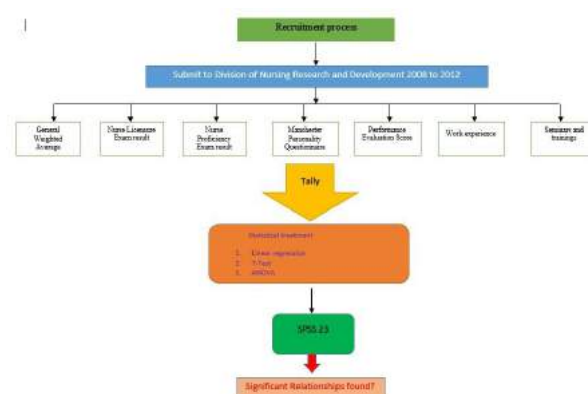 Recruitment process
Submit to Division of Nursing Research and Development 2008 to 2012
General
Weighted
Average
Nurse Licensure
Exam result
Nurse
Proficiency
Exam result
Manchester
Personality
Questionnaire
Performance
Evaluation Score
Work experience
Seminars and
trainings
Tally
Statistical treatment
1. Linear regression
2. T-Test
3. ANOVA
SPSS 23
Significant Relationships found?